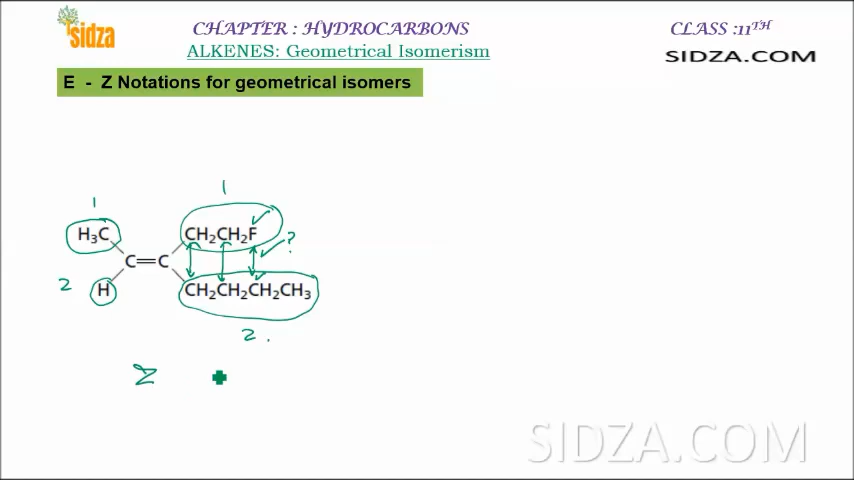 sidza
CHAPTER : HYDROCARBONS
CLASS :11TH
ALKENES: Geometrical Isomerism
SIDZA.COM
E - Z Notations for geometrical isomers
1
1
H3C
CH2CH2F
?
C=C
2
H
CH2CH2CH2CH3
2.
Z
SIDZA.COM